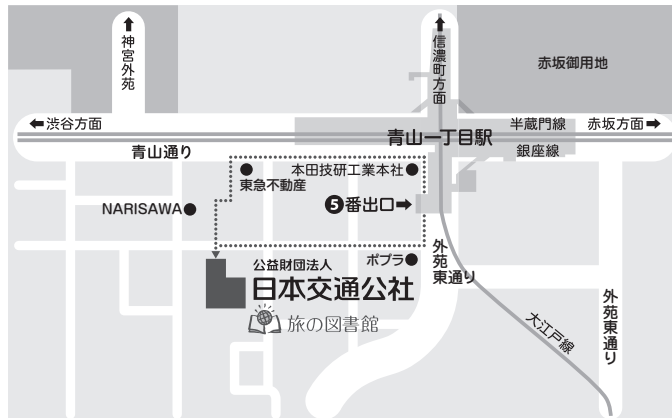 神宮外苑
信濃町方面
赤坂御用地
渋谷方面
半蔵門線
赤坂方面
青山一丁目駅
青山通り
銀座線
本田技研工業本社
東急不動産
NARISAWA
❺番出口
外苑東通り
ポプラ
公益財団法人
日本交通公社
旅の図書館
大江戸線
外苑東通り